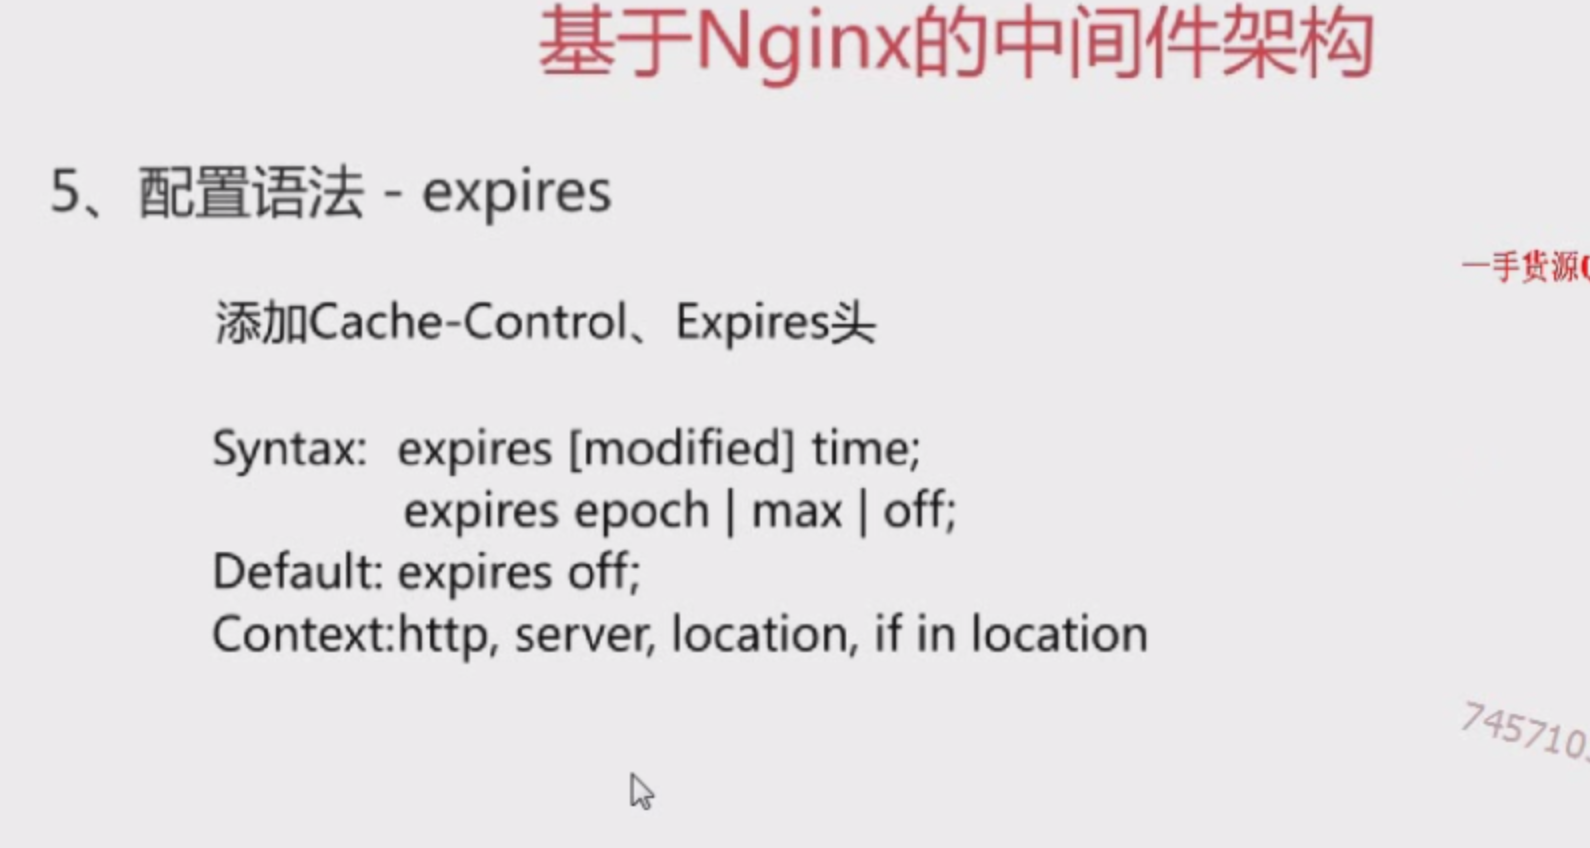 基于Nginx的中间件架构
5、配置语法 - expires
一手货源
添加Cache-Control、Expires头
Syntax: expires [modified] time;
expires epoch | max | off;
Default: expires off;
Context:http, server, location, if in location
745710